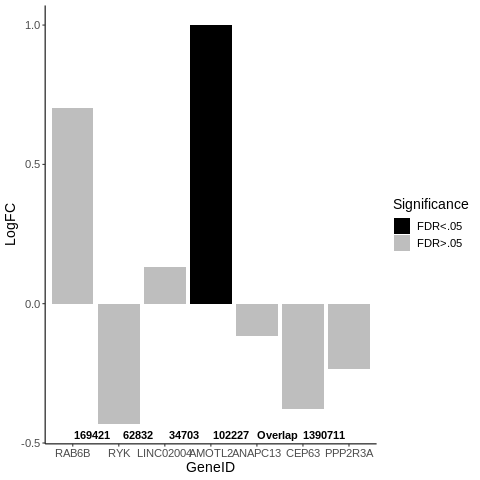 1.0
0.5
0.0
-0.5
LogFC
169421 62832 34703 102227 Overlap 1390711
RAB6B RYK LINC02004 AMOTL2 ANAPC13 CEP63 PPP2R3A
GeneID
Significance
FDR<.05
FDR>.05